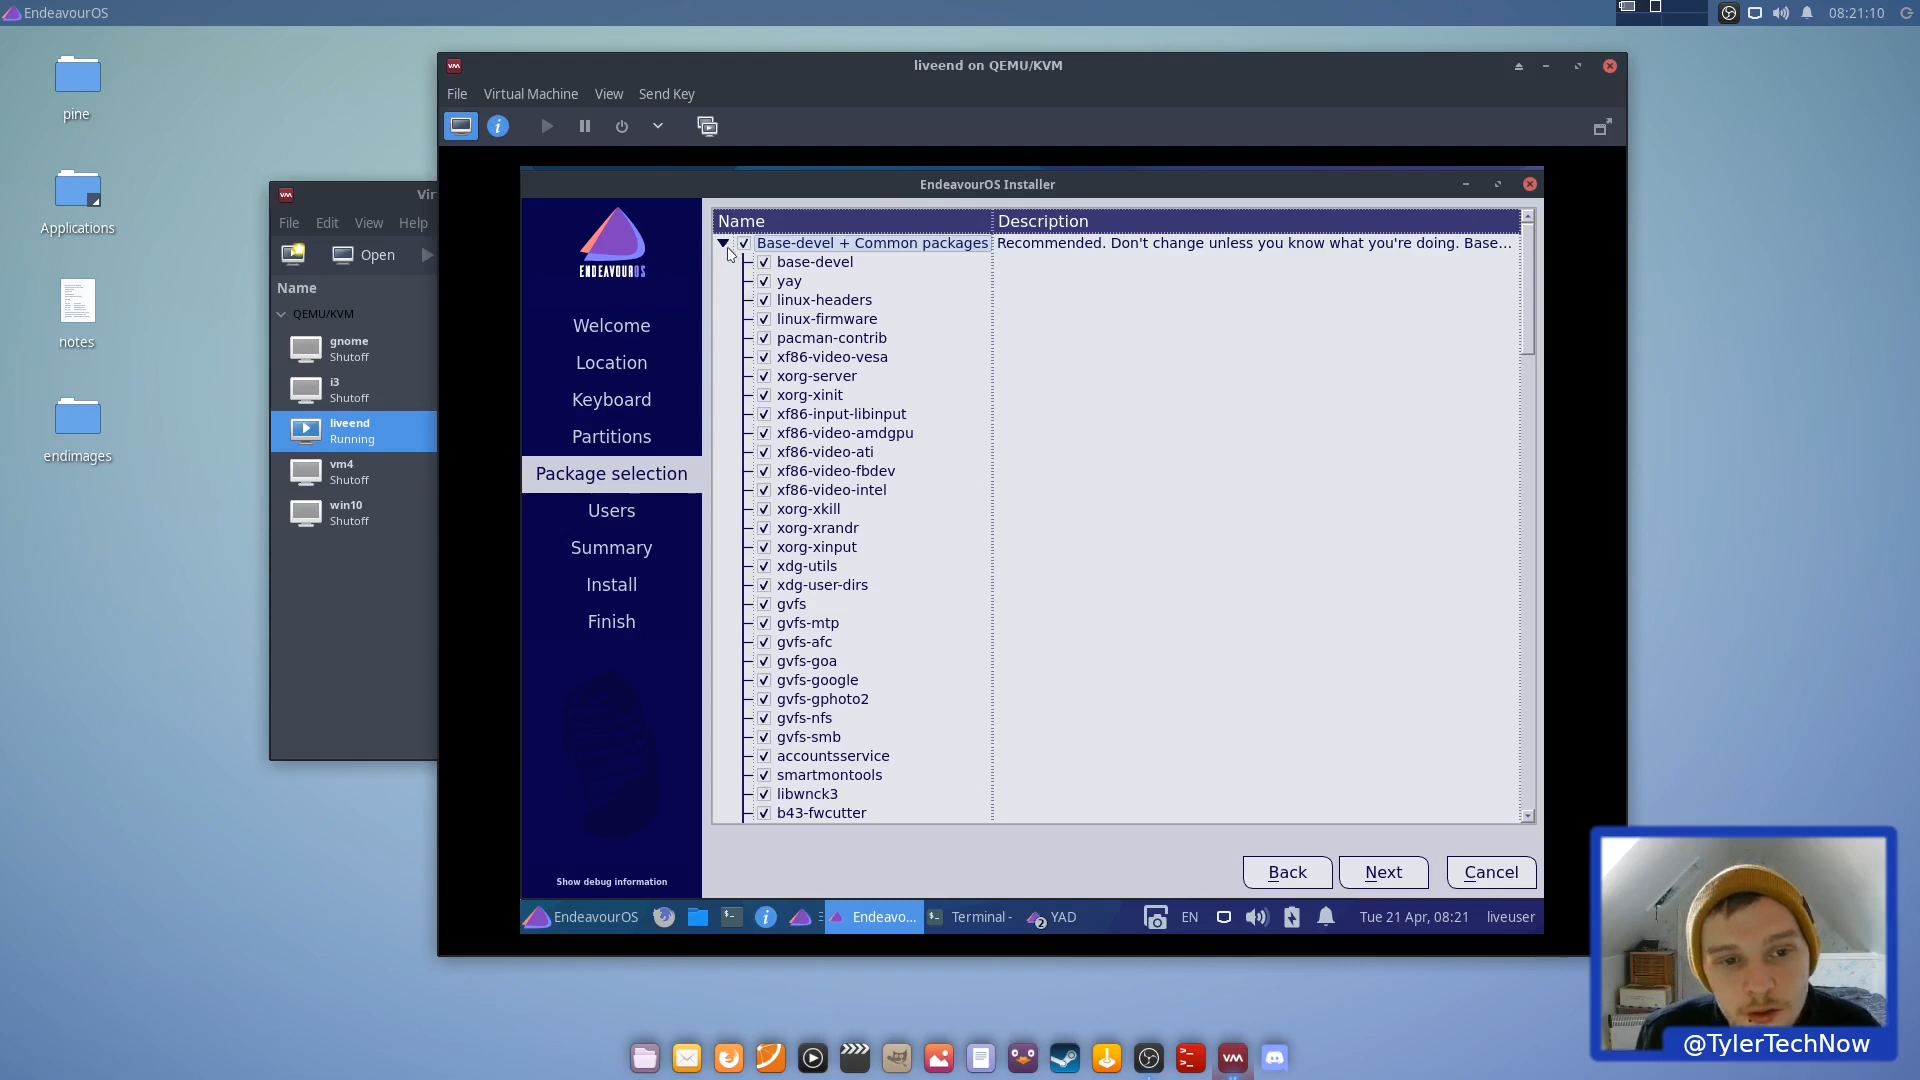 EndeavourOS
08:21:10
pine
Applications
notes
endimages
Vir
File Edit View Help
Open
Name
QEMU/KVM
gnome
Shutoff
i3
Shutoff
liveend
Running
vm4
Shutoff
win10
Shutoff
liveend on QEMU/KVM
File Virtual Machine View Send Key
EndeavourOS Installer
ENDEAVOUROS
Welcome
Location
Keyboard
Partitions
Package selection
Users
Summary
Install
Finish
Show debug information
Name Description
Base-devel + Common packages Recommended. Don't change unless you know what you're doing. Base...
base-devel
yay
linux-headers
linux-firmware
pacman-contrib
xf86-video-vesa
xorg-server
xorg-xinit
xf86-input-libinput
xf86-video-amdgpu
xf86-video-ati
xf86-video-fbdev
xf86-video-intel
xorg-xkill
xorg-xrandr
xorg-xinput
xdg-utils
xdg-user-dirs
gvfs
gvfs-mtp
gvfs-afc
gvfs-goa
gvfs-google
gvfs-gphoto2
gvfs-nfs
gvfs-smb
accountsservice
smartmontools
libwnck3
b43-fwcutter
Back Next Cancel
EndeavourOS Endeavo... Terminal - 2 YAD EN Tue 21 Apr, 08:21 liveuser
@TylerTechNow